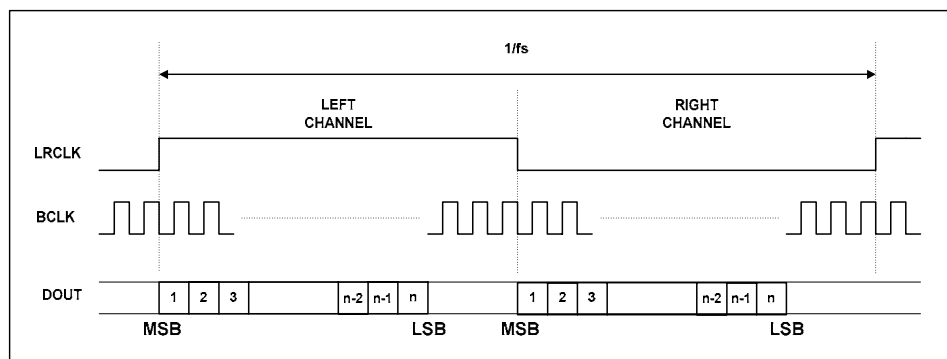 1/fs
LEFT
CHANNEL
RIGHT
CHANNEL
LRCLK
BCLK
DOUT
1 2 3 n-2 n-1 n 1 2 3 n-2 n-1 n
MSB LSB MSB LSB